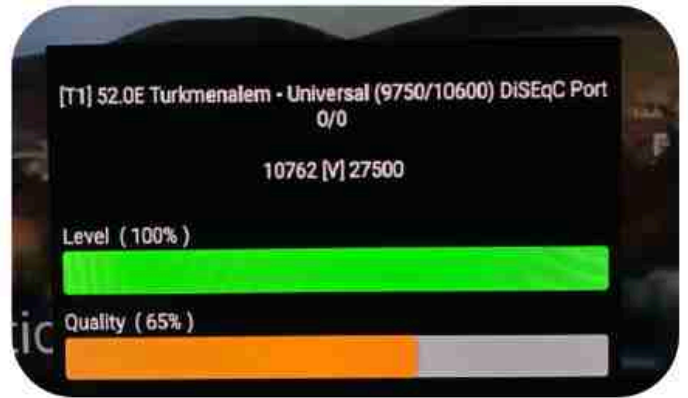 [T1] 52.0E Turkmenalem - Universal (9750/10600) DiSEqC Port
0/0
10762 [V] 27500
Level ( 100% )
Quality ( 65% )